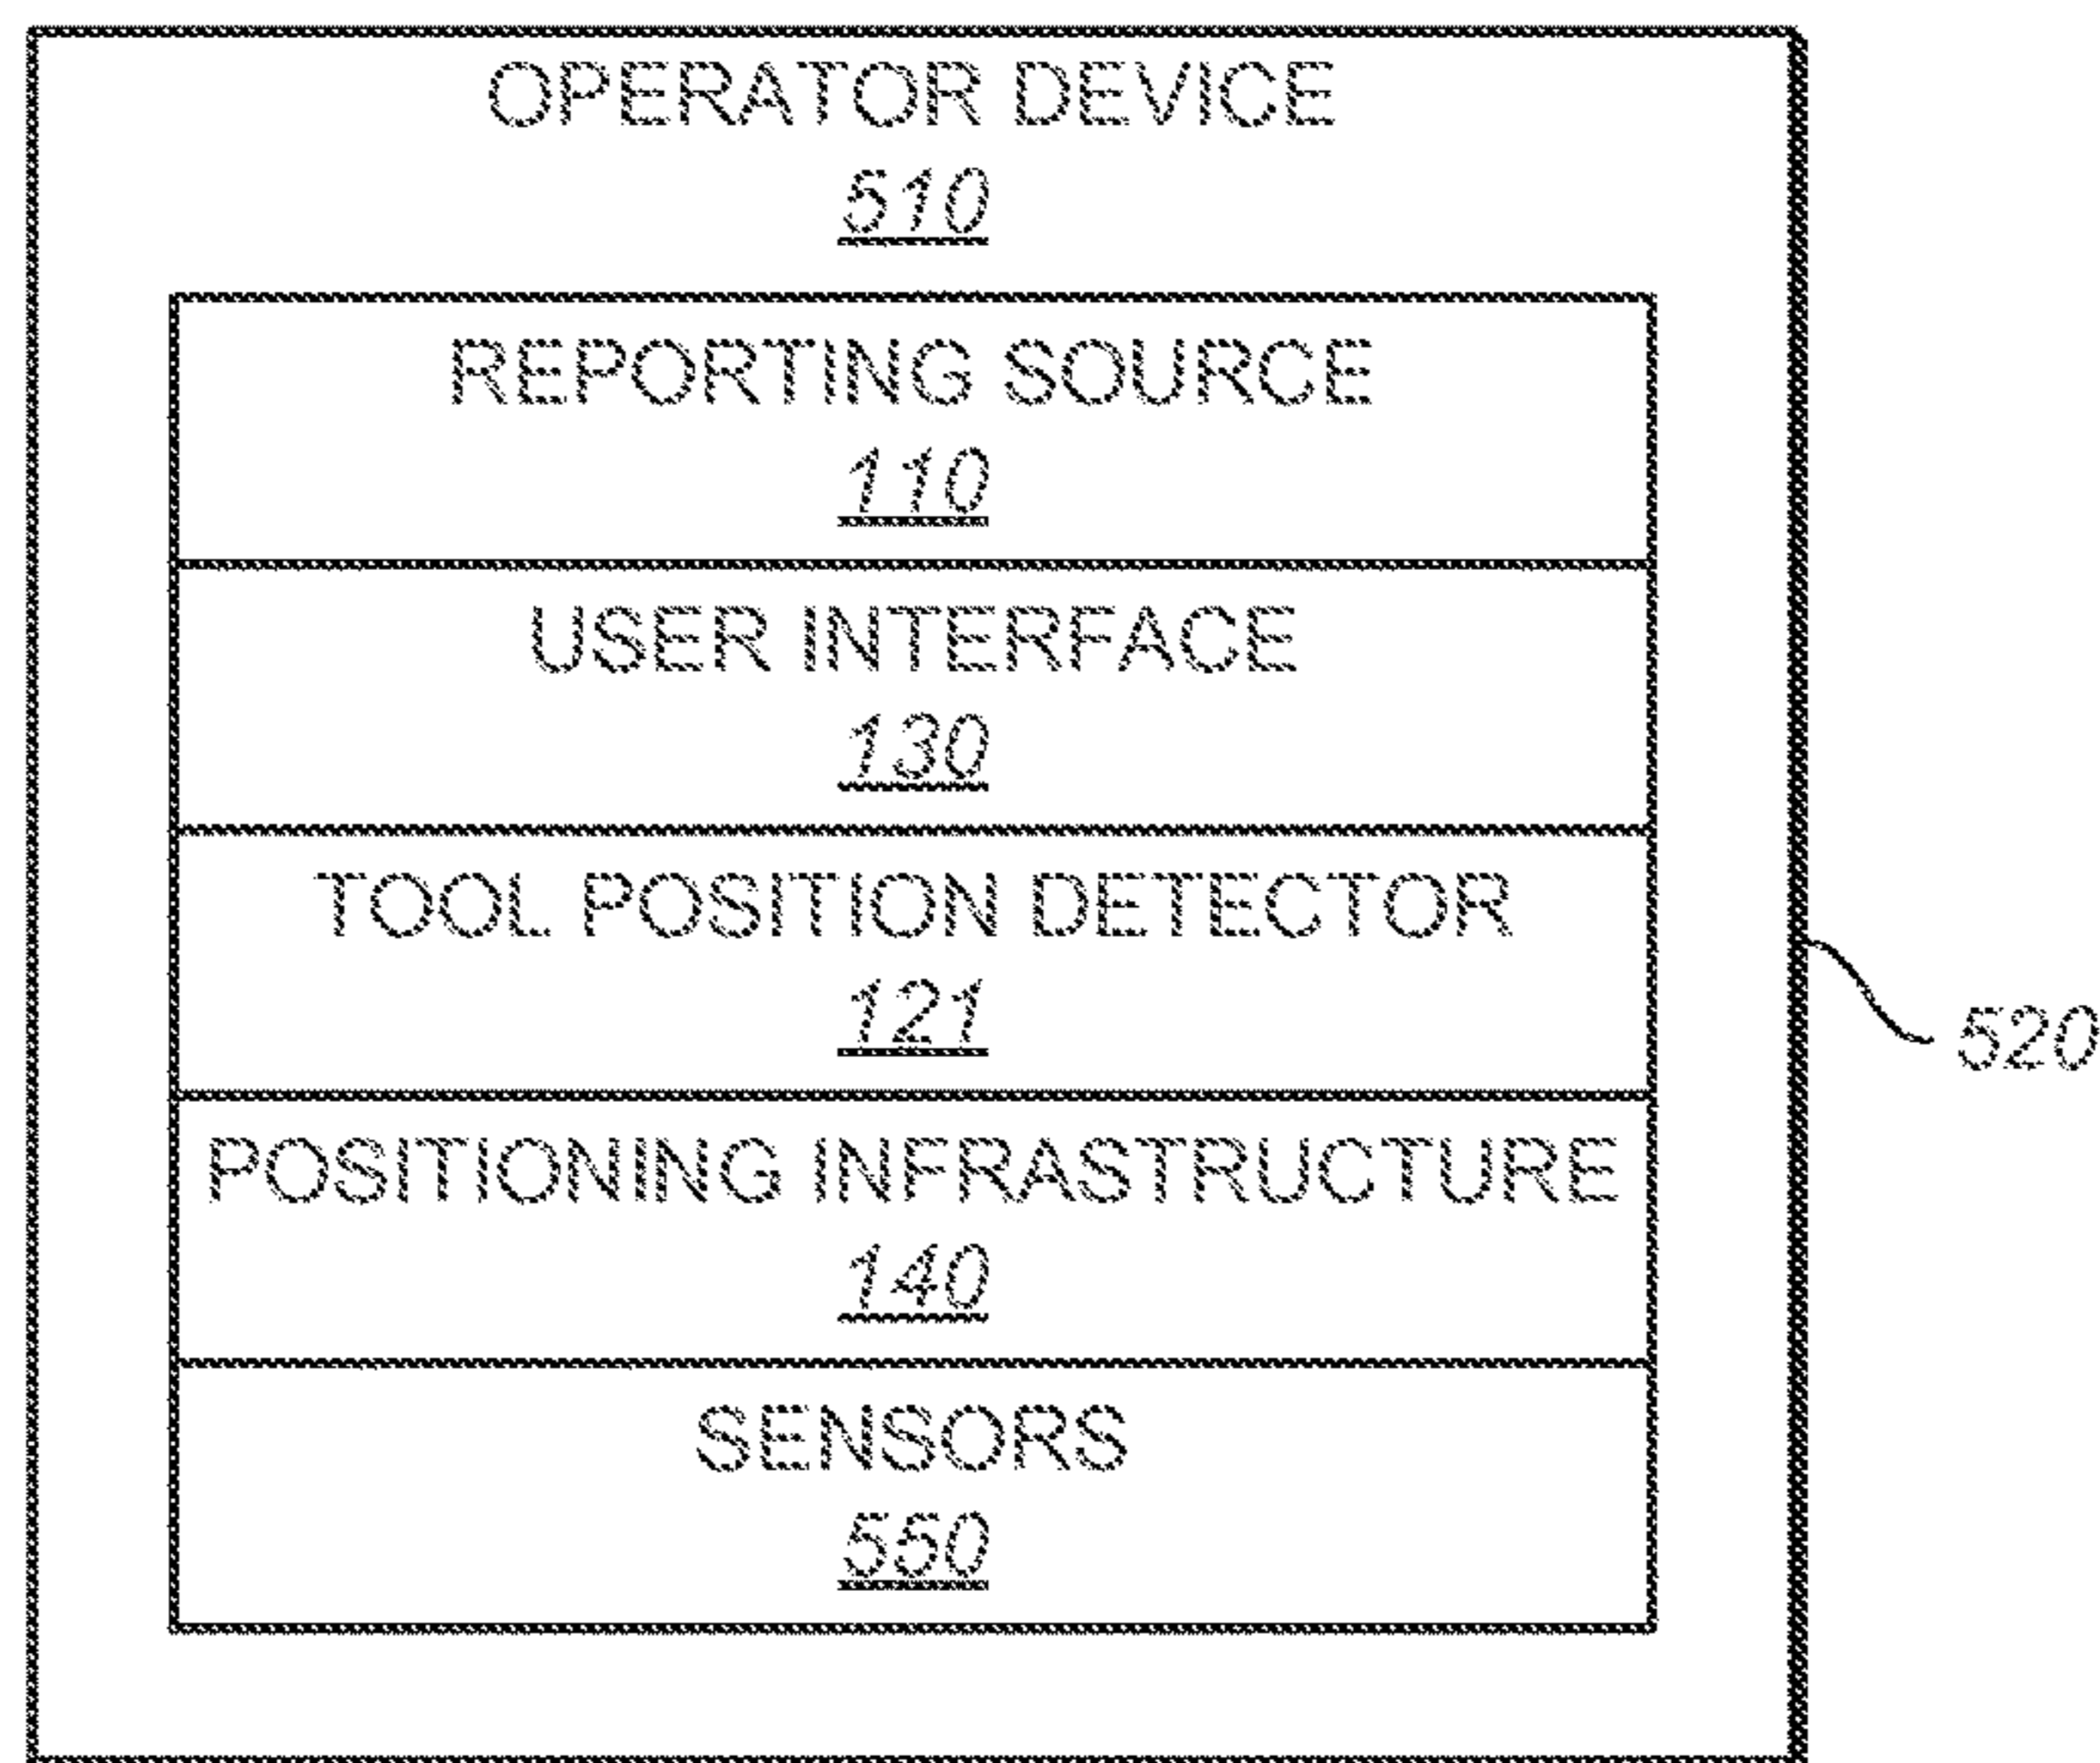 OPERATOR DEVICE
510
REPORTING SOURCE
110
USER INTERFACE
130
TOOL POSITION DETECTOR
121
520
POSITIONING INFRASTRUCTURE
140
SENSORS
550